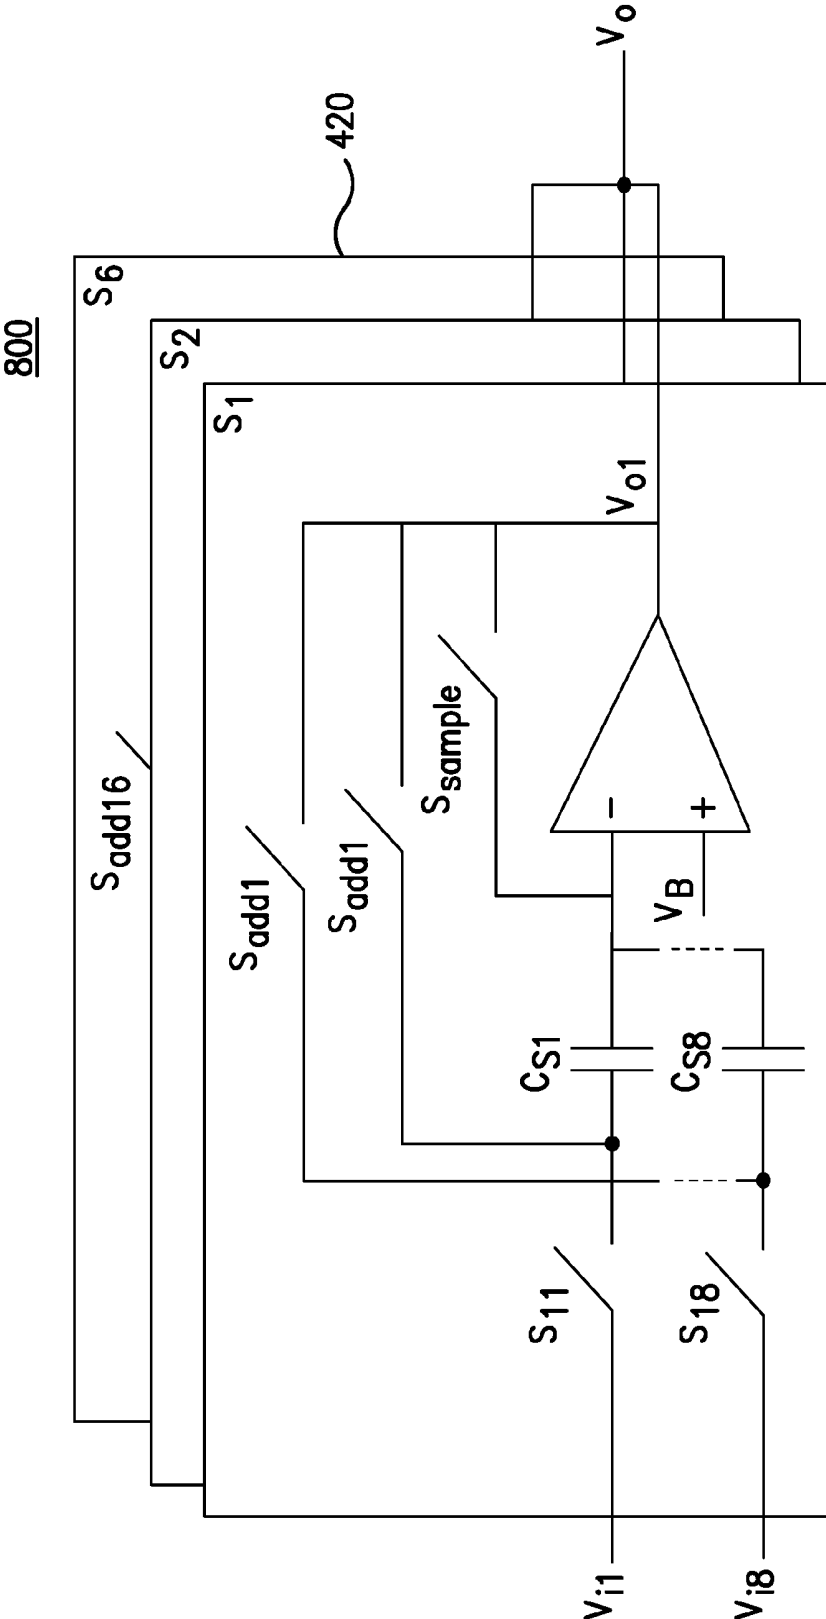 800
420
S6
S2
S1
Sadd16
Sadd1
Sadd1
Ssample
Vo1
Vo
CS1
CS8
VB
−
+
S11
S18
Vi1
Vi8